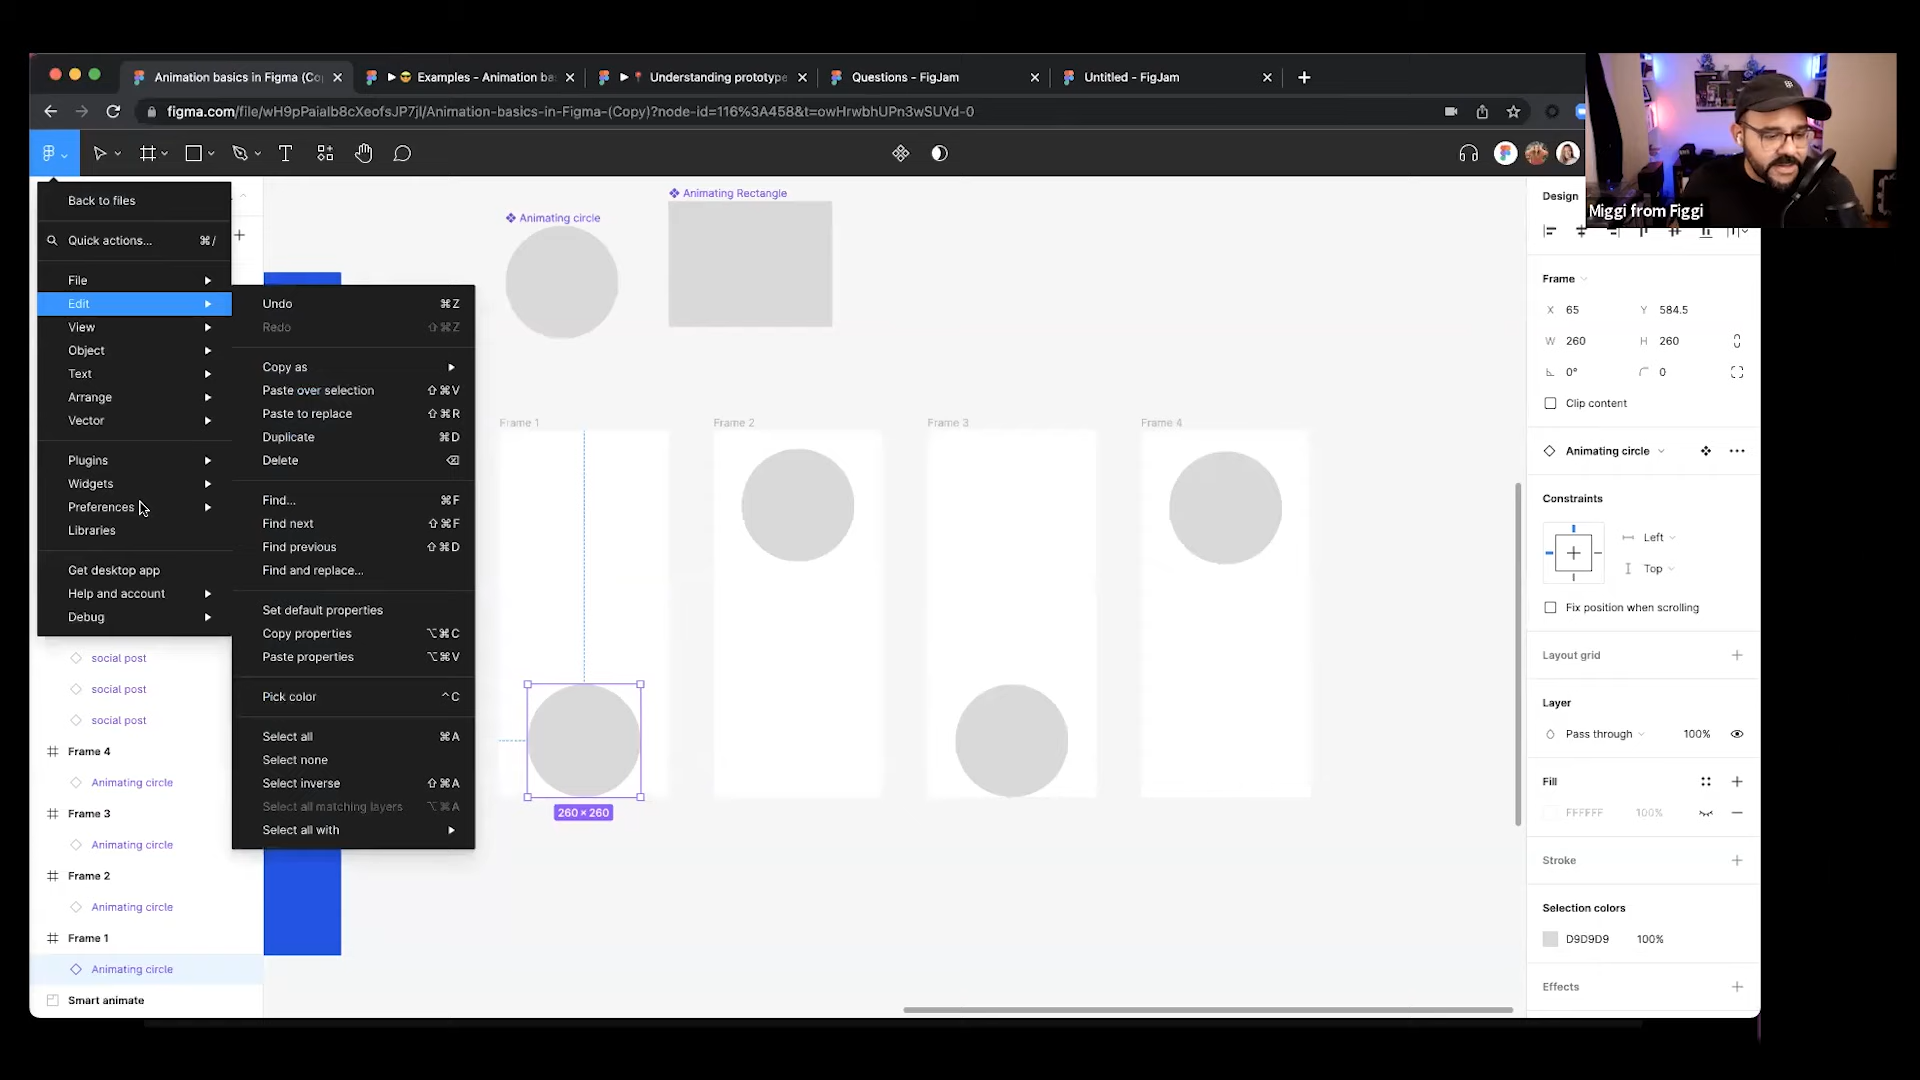 Animation basics in Figma (Co
Examples - Animation ba
Understanding prototype
Questions - FigJam
Untitled - FigJam
figma.com/file/wH9pPaiaIb8cXeofsJP7jl/Animation-basics-in-Figma-(Copy)?node-id=116%3A458&t=owHrwbhUPn3wSUVd-0
Miggi from Figgi
Back to files
Quick actions... ⌘/
File
Edit
View
Object
Text
Arrange
Vector
Plugins
Widgets
Preferences
Libraries
Get desktop app
Help and account
Debug
Undo ⌘Z
Redo ⇧⌘Z
Copy as
Paste over selection ⇧⌘V
Paste to replace ⇧⌘R
Duplicate ⌘D
Delete ⌫
Find... ⌘F
Find next ⇧⌘F
Find previous ⇧⌘D
Find and replace...
Set default properties
Copy properties ⌥⌘C
Paste properties ⌥⌘V
Pick color ^C
Select all ⌘A
Select none
Select inverse ⇧⌘A
Select all matching layers ⌥⌘A
Select all with
social post
social post
social post
Frame 4
Animating circle
Frame 3
Animating circle
Frame 2
Animating circle
Frame 1
Animating circle
Smart animate
Animating circle
Animating Rectangle
Frame 1
Frame 2
Frame 3
Frame 4
260 × 260
Design
Frame
X 65 Y 584.5
W 260 H 260
0° 0
Clip content
Animating circle
Constraints
Left
Top
Fix position when scrolling
Layout grid
Layer
Pass through 100%
Fill
FFFFFF 100%
Stroke
Selection colors
D9D9D9 100%
Effects